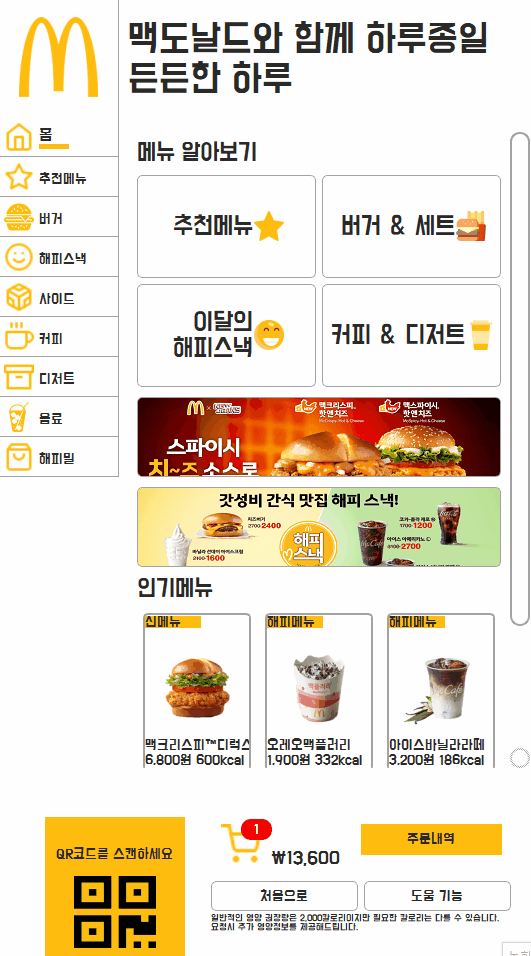 맥도날드와 함께 하루종일
든든한 하루
홈
추천메뉴
버거
해피스낵
사이드
커피
디저트
음료
해피밀
메뉴 알아보기
추천메뉴
버거 & 세트
이달의
해피스낵
커피 & 디저트
맥크리스피,
핫앤치즈
McCrispy, Hot & Cheese
맥스파이시,
핫앤치즈
McSpicy, Hot & Cheese
스파이시
치~즈 소스로
갓성비 간식 맛집 해피 스낵!
치즈버거
2700 2400
바닐라 선데이 아이스크림
2100 1600
해피
스낵
코카-콜라 제로 ®
1700 1200
아이스 아메리카노
3100 2700
인기메뉴
신메뉴
맥크리스피™디럭스
6,800원 600kcal
해피메뉴
오레오맥플러리
1,900원 332kcal
해피메뉴
McCafé
아이스바닐라라떼
3,200원 186kcal
QR코드를 스캔하세요
1
₩13,600
주문내역
처음으로
도움 기능
일반적인 영양 권장량은 2,000칼로리이지만 필요한 칼로리는 다를 수 있습니다.
요청시 추가 영양정보를 제공해드립니다.